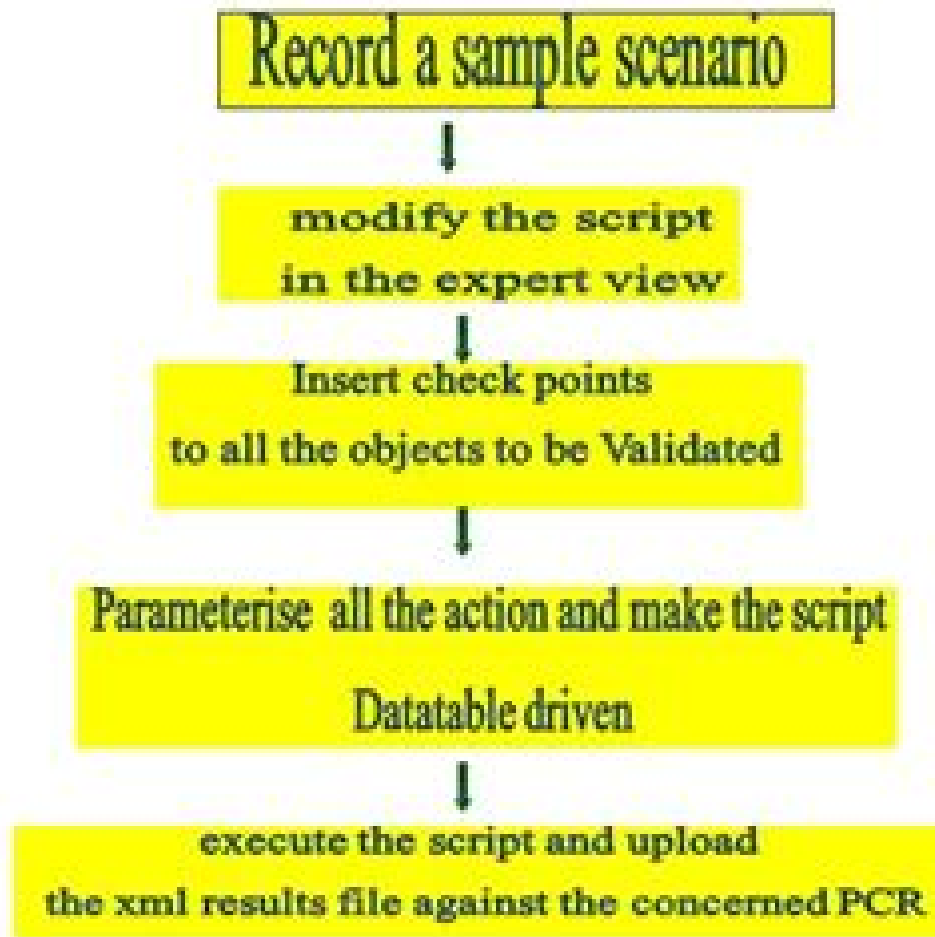 Record a sample scenario
modify the script
in the expert view
Insert check points
to all the objects to be Validated
Parameterise all the action and make the script
Datatable driven
execute the script and upload
the xml results file against the concerned PCR